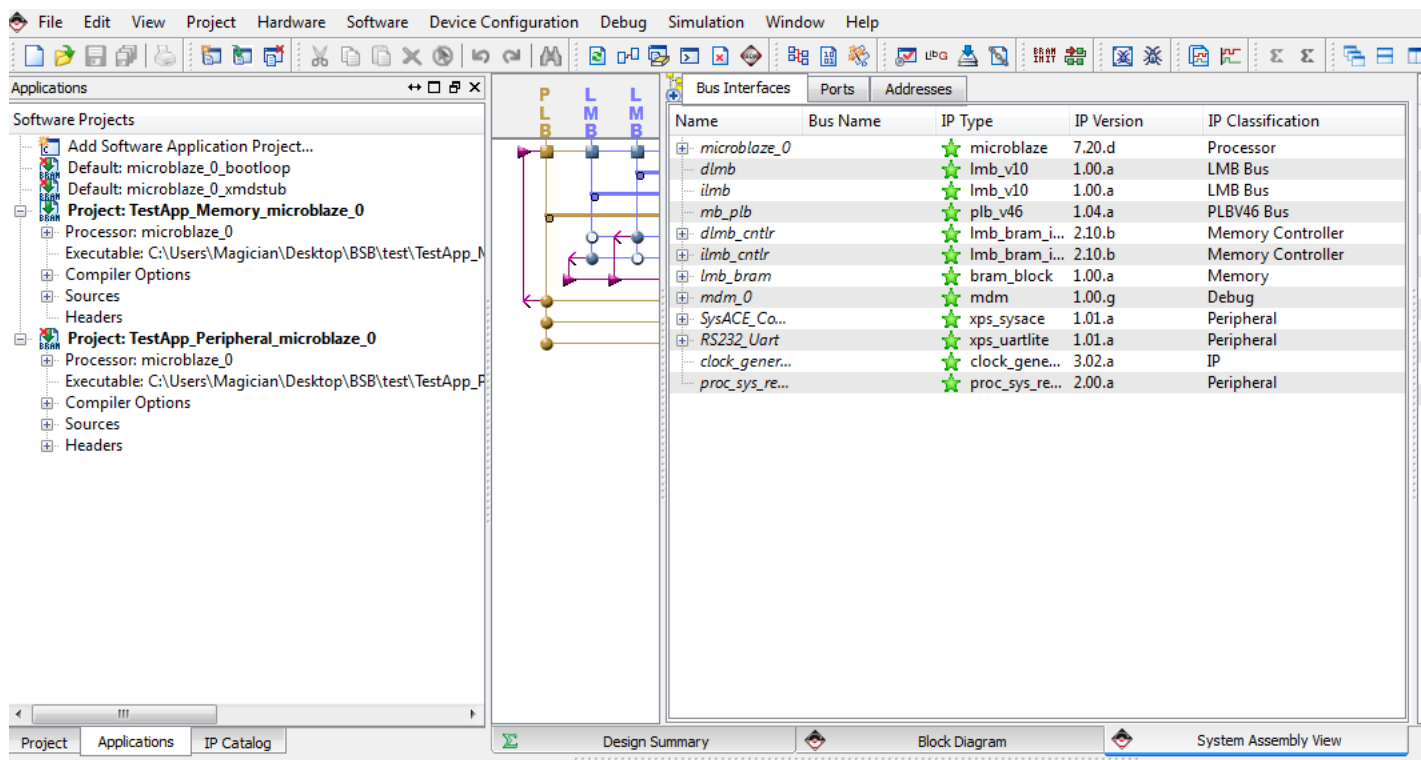 File Edit View Project Hardware Software Device Configuration Debug Simulation Window Help
Applications
Software Projects
Add Software Application Project...
Default: microblaze_0_bootloop
Default: microblaze_0_xmdstub
Project: TestApp_Memory_microblaze_0
Processor: microblaze_0
Executable: C:\Users\Magician\Desktop\BSB\test\TestApp_M
Compiler Options
Sources
Headers
Project: TestApp_Peripheral_microblaze_0
Processor: microblaze_0
Executable: C:\Users\Magician\Desktop\BSB\test\TestApp_P
Compiler Options
Sources
Headers
Project Applications IP Catalog
PLB LMB LMB
Bus Interfaces Ports Addresses
Name Bus Name IP Type IP Version IP Classification
microblaze_0 microblaze 7.20.d Processor
dlmb lmb_v10 1.00.a LMB Bus
ilmb lmb_v10 1.00.a LMB Bus
mb_plb plb_v46 1.04.a PLBV46 Bus
dlmb_cntlr lmb_bram_i... 2.10.b Memory Controller
ilmb_cntlr lmb_bram_i... 2.10.b Memory Controller
lmb_bram bram_block 1.00.a Memory
mdm_0 mdm 1.00.g Debug
SysACE_Co... xps_sysace 1.01.a Peripheral
RS232_Uart xps_uartlite 1.01.a Peripheral
clock_gener... clock_gene... 3.02.a IP
proc_sys_re... proc_sys_re... 2.00.a Peripheral
Design Summary Block Diagram System Assembly View